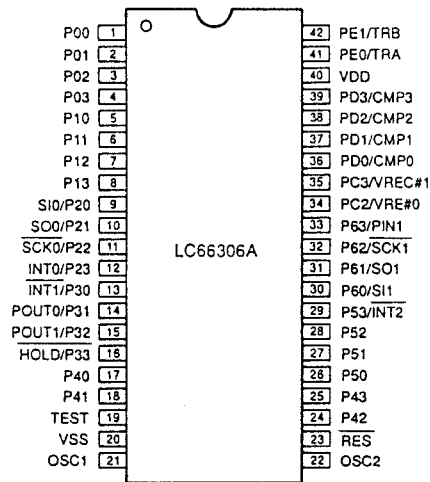 P00 1 42 PE1/TRB
P01 2 41 PE0/TRA
P02 3 40 VDD
P03 4 39 PD3/CMP3
P10 5 38 PD2/CMP2
P11 6 37 PD1/CMP1
P12 7 36 PD0/CMP0
P13 8 35 PC3/VREC#1
SI0/P20 9 34 PC2/VRE#0
SO0/P21 10 33 P63/PIN1
SCK0/P22 11 LC66306A 32 P62/SCK1
INT0/P23 12 31 P61/SO1
INT1/P30 13 30 P60/SI1
POUT0/P31 14 29 P53/INT2
POUT1/P32 15 28 P52
HOLD/P33 16 27 P51
P40 17 26 P50
P41 18 25 P43
TEST 19 24 P42
VSS 20 23 RES
OSC1 21 22 OSC2